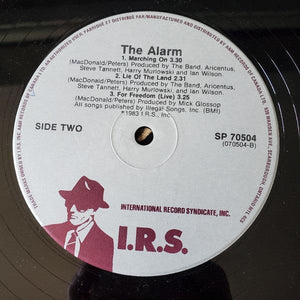 The Alarm
1. Marching On 3.30
(MacDonald/Peters) Produced by The Band, Aricentus,
Steve Tannett, Harry Murlowski and Ian Wilson.
2. Lie Of The Land 2.31
(MacDonald/Peters) Produced by The Band, Aricentus,
Steve Tannett, Harry Murlowski and Ian Wilson.
3. For Freedom (Live) 3.25
(MacDonald/Peters) Produced by Mick Glossop
All songs published by Illegal Songs, Inc. (BMI)
℗1983 I.R.S., Inc.
SIDE TWO
SP 70504
(070504-B)
INTERNATIONAL RECORD SYNDICATE, INC.
I.R.S.